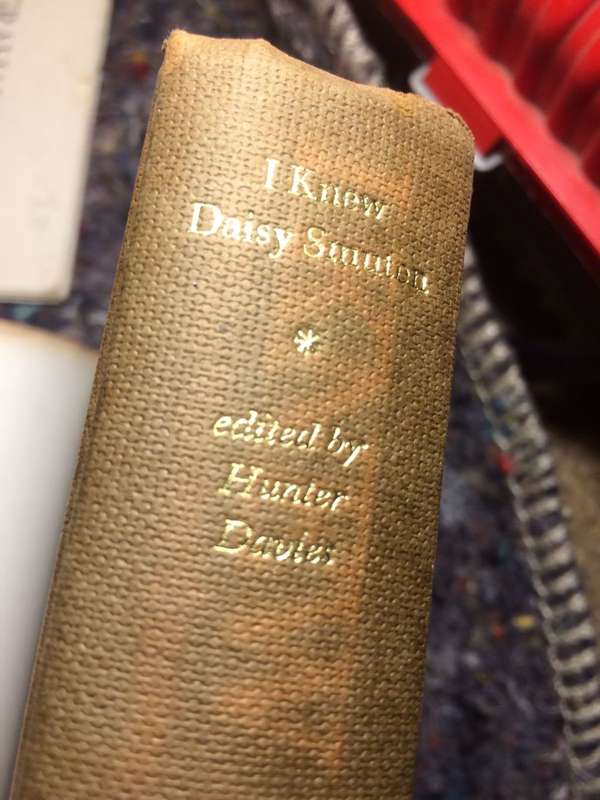 I Knew
Daisy Smuten
*
edited by
Hunter
Davies